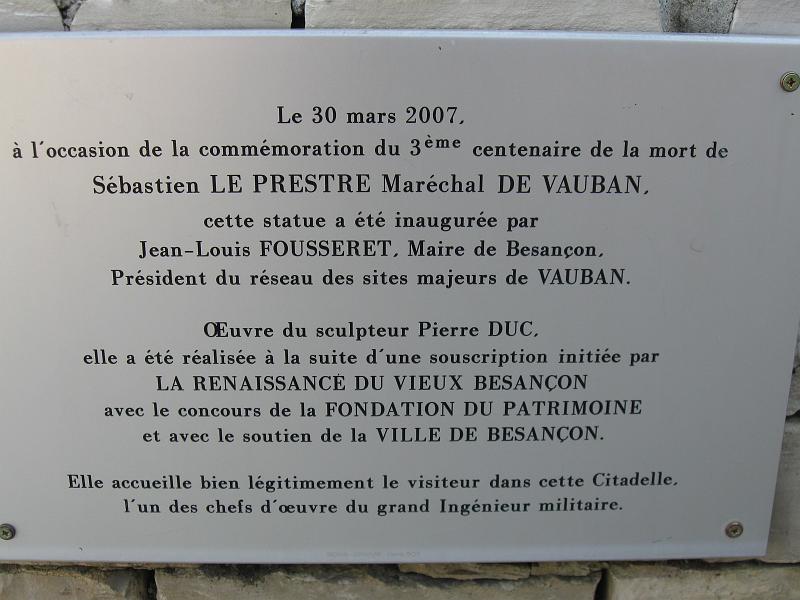 Le 30 mars 2007,
à l'occasion de la commémoration du 3ème centenaire de la mort de
Sébastien LE PRESTRE Maréchal DE VAUBAN,
cette statue a été inaugurée par
Jean-Louis FOUSSERET, Maire de Besançon,
Président du réseau des sites majeurs de VAUBAN.
Œuvre du sculpteur Pierre DUC,
elle a été réalisée à la suite d'une souscription initiée par
LA RENAISSANCE DU VIEUX BESANÇON
avec le concours de la FONDATION DU PATRIMOINE
et avec le soutien de la VILLE DE BESANÇON.
Elle accueille bien légitimement le visiteur dans cette Citadelle,
l'un des chefs d'œuvre du grand Ingénieur militaire.